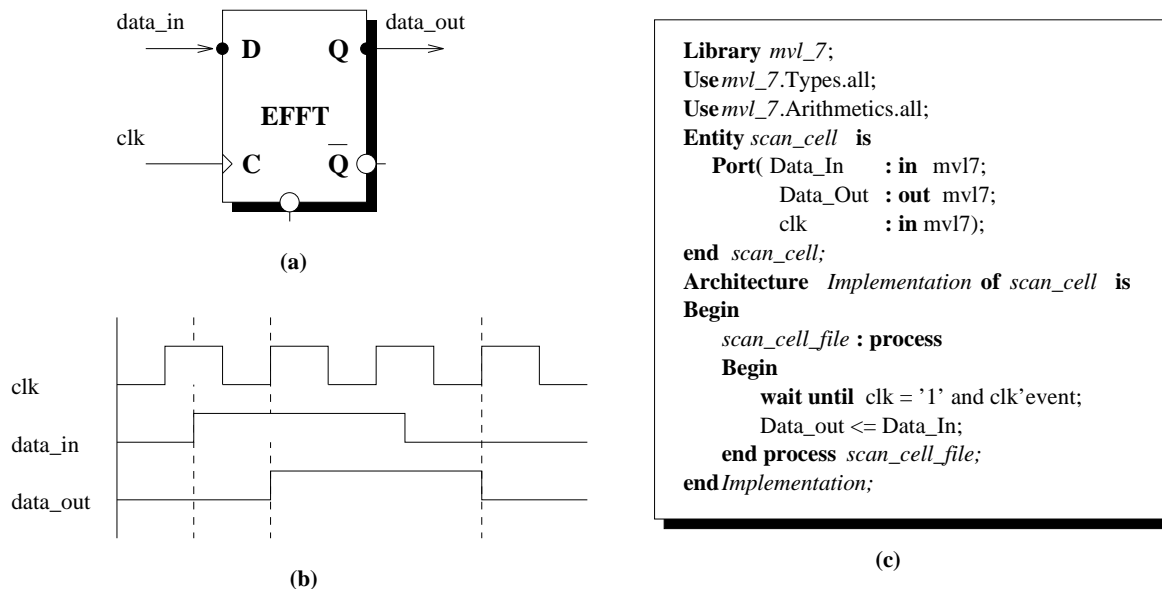 data_in
data_out
D
Q
EFFT
clk
C
Q
(a)
clk
data_in
data_out
(b)
Library mvl_7;
Use mvl_7.Types.all;
Use mvl_7.Arithmetics.all;
Entity scan_cell is
Port( Data_In : in mvl7;
Data_Out : out mvl7;
clk : in mvl7);
end scan_cell;
Architecture Implementation of scan_cell is
Begin
scan_cell_file : process
Begin
wait until clk = ’1’ and clk’event;
Data_out <= Data_In;
end process scan_cell_file;
end Implementation;
(c)